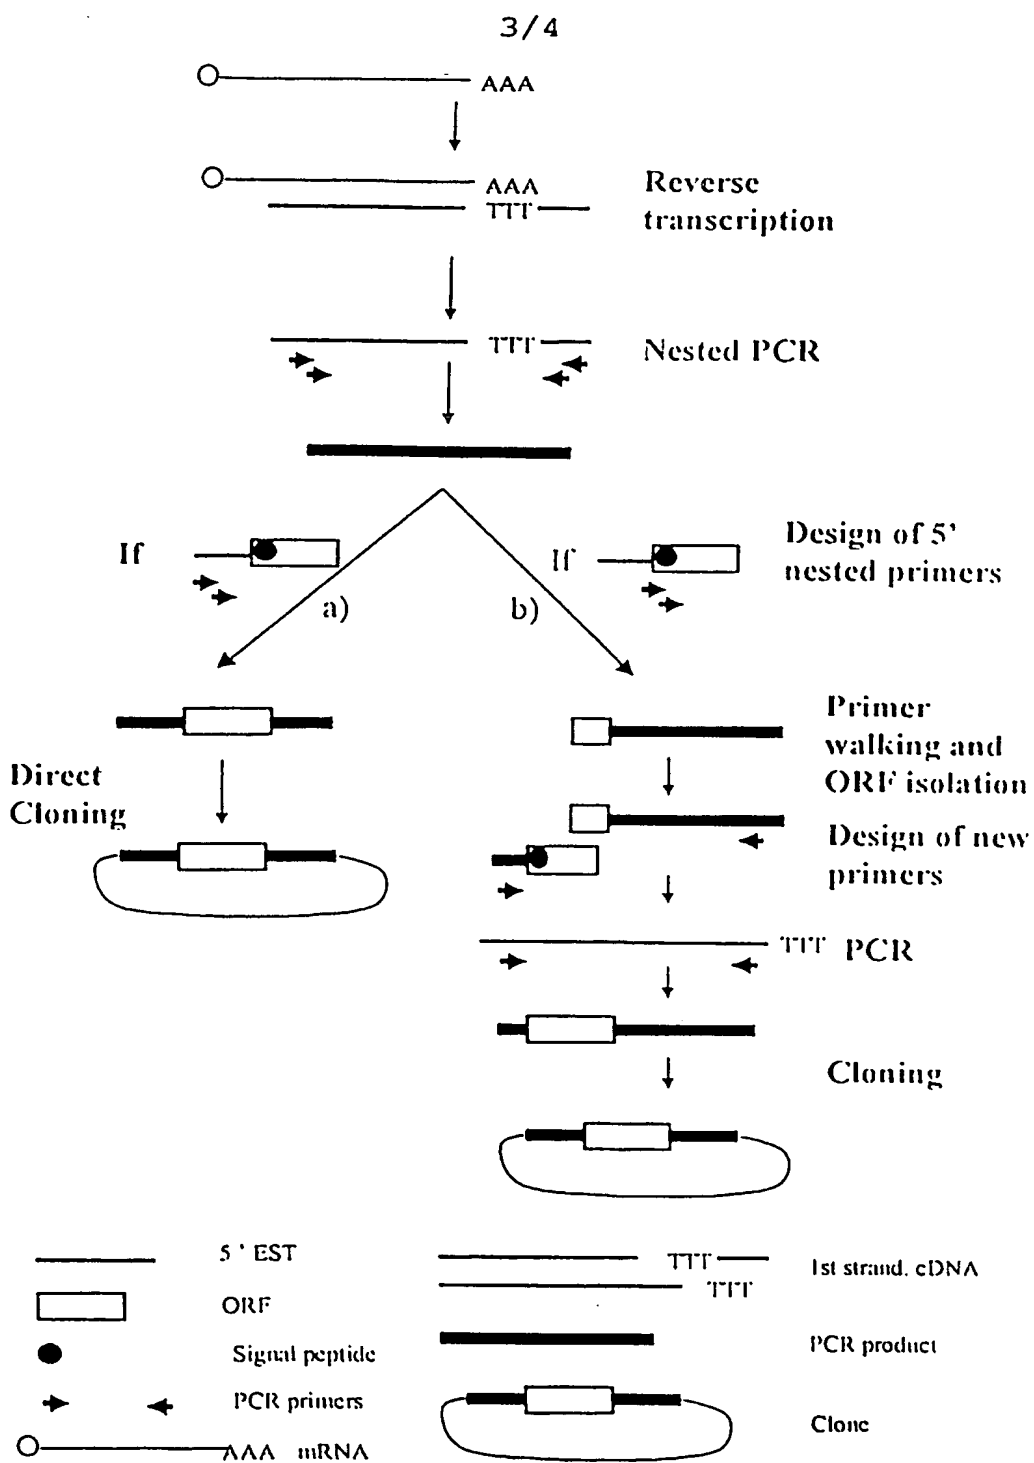 3/4
AAA
AAA
TTT
Reverse
transcription
TTT
Nested PCR
If
a)
If
b)
Design of 5'
nested primers
Direct
Cloning
Primer
walking and
ORF isolation
Design of new
primers
TTT PCR
Cloning
5' EST
ORF
Signal peptide
PCR primers
AAA mRNA
TTT
TTT
1st strand. cDNA
PCR product
Clone